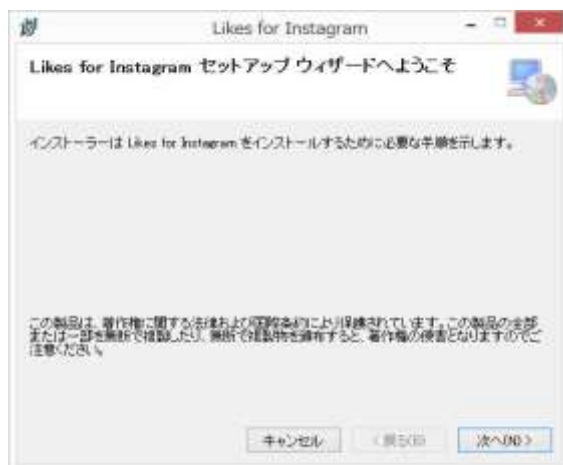 Likes for Instagram
Likes for Instagram セットアップ ウィザードへようこそ
インストーラーは Likes for Instagram をインストールするために必要な手順を示します。
この製品は、著作権に関する法律および国際条約により保護されています。この製品の全部
または一部を無断で複製したり、無断で複製物を頒布すると、著作権の侵害となりますのでご
注意ください。
キャンセル
< 戻る(B)
次へ(N) >